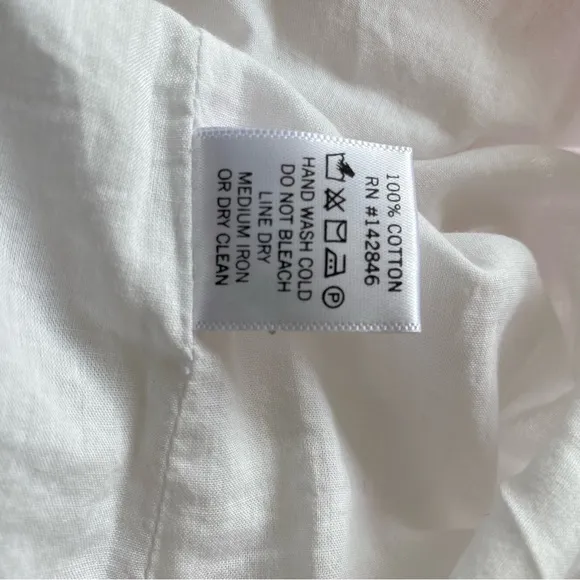 100% COTTON
RN #142846
P
HAND WASH COLD
DO NOT BLEACH
LINE DRY
MEDIUM IRON
OR DRY CLEAN